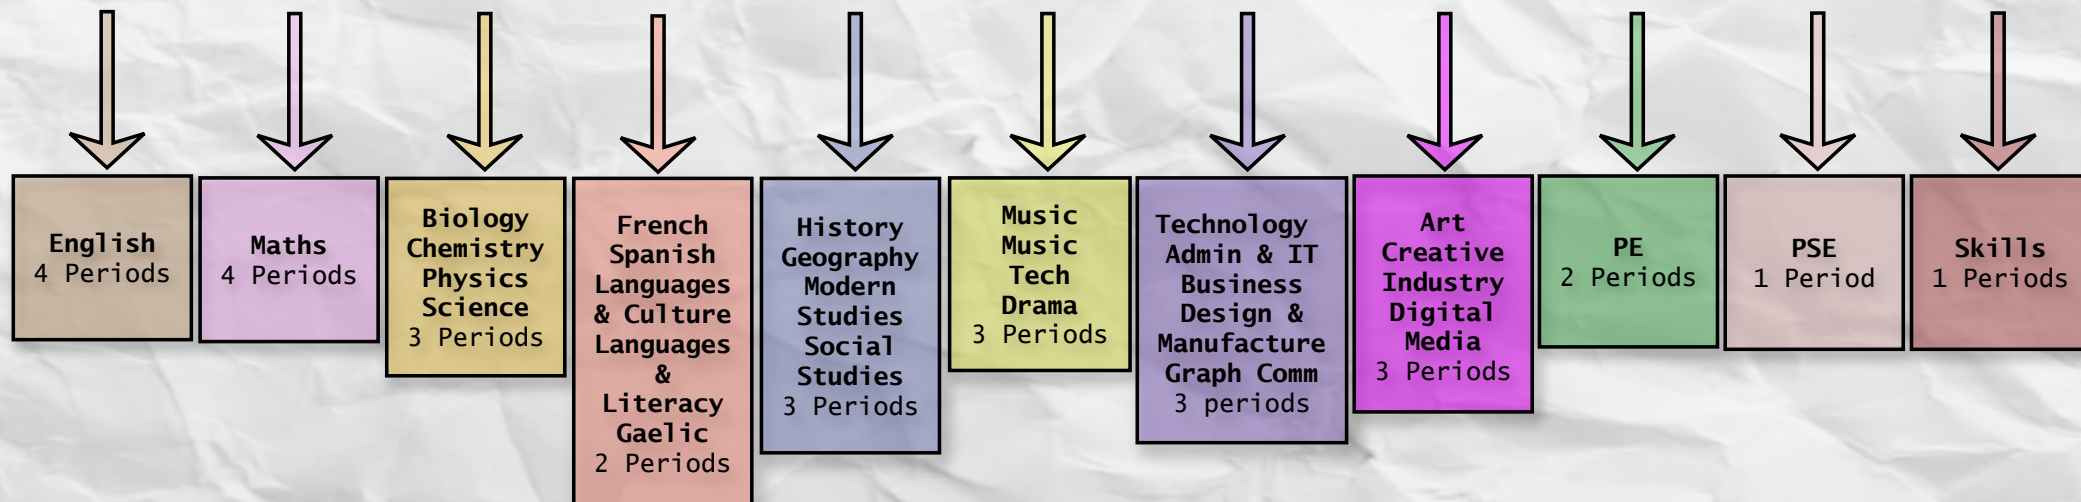 English
4 Periods
Maths
4 Periods
Biology
Chemistry
Physics
Science
3 Periods
French
Spanish
Languages
& Culture
Languages
&
Literacy
Gaelic
2 Periods
History
Geography
Modern
Studies
Social
Studies
3 Periods
Music
Music
Tech
Drama
3 Periods
Technology
Admin & IT
Business
Design &
Manufacture
Graph Comm
3 periods
Art
Creative
Industry
Digital
Media
3 Periods
PE
2 Periods
PSE
1 Period
Skills
1 Periods